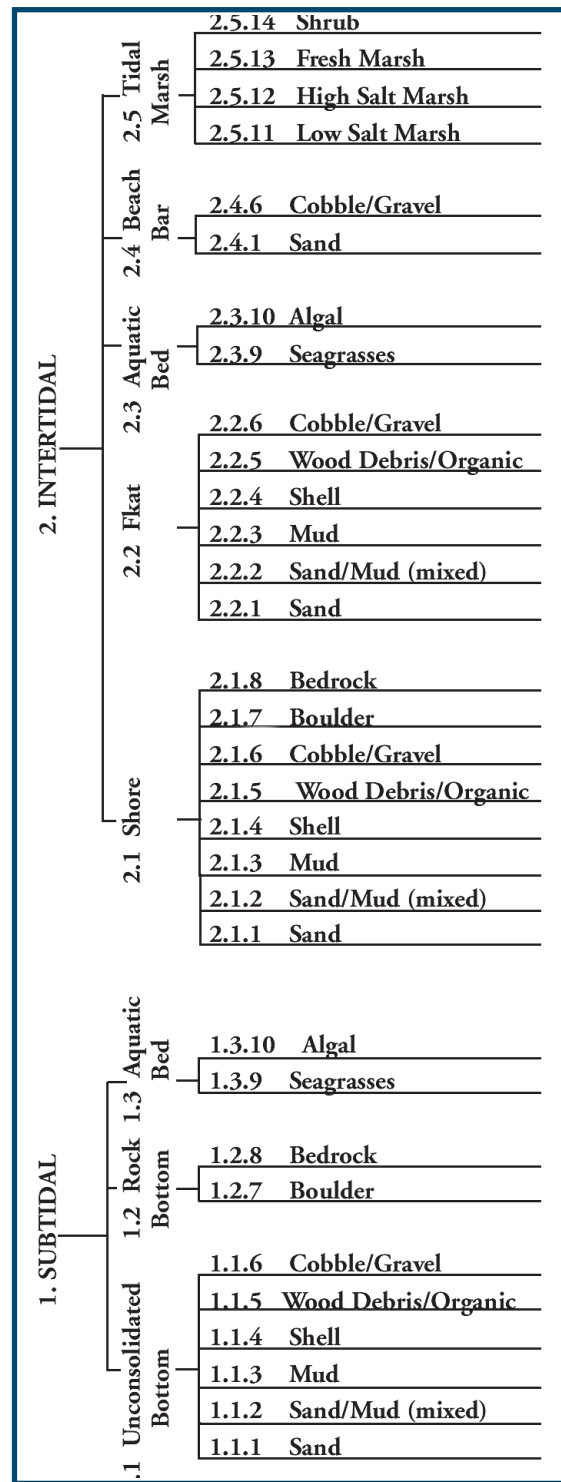 2. INTERTIDAL
2.5 Tidal
Marsh
2.5.14 Shrub
2.5.13 Fresh Marsh
2.5.12 High Salt Marsh
2.5.11 Low Salt Marsh
2.4 Beach
Bar
2.4.6 Cobble/Gravel
2.4.1 Sand
2.3 Aquatic
Bed
2.3.10 Algal
2.3.9 Seagrasses
2.2 Fkat
2.2.6 Cobble/Gravel
2.2.5 Wood Debris/Organic
2.2.4 Shell
2.2.3 Mud
2.2.2 Sand/Mud (mixed)
2.2.1 Sand
2.1 Shore
2.1.8 Bedrock
2.1.7 Boulder
2.1.6 Cobble/Gravel
2.1.5 Wood Debris/Organic
2.1.4 Shell
2.1.3 Mud
2.1.2 Sand/Mud (mixed)
2.1.1 Sand
1. SUBTIDAL
1.3 Aquatic
Bed
1.3.10 Algal
1.3.9 Seagrasses
1.2 Rock
Bottom
1.2.8 Bedrock
1.2.7 Boulder
.1 Unconsolidated
Bottom
1.1.6 Cobble/Gravel
1.1.5 Wood Debris/Organic
1.1.4 Shell
1.1.3 Mud
1.1.2 Sand/Mud (mixed)
1.1.1 Sand